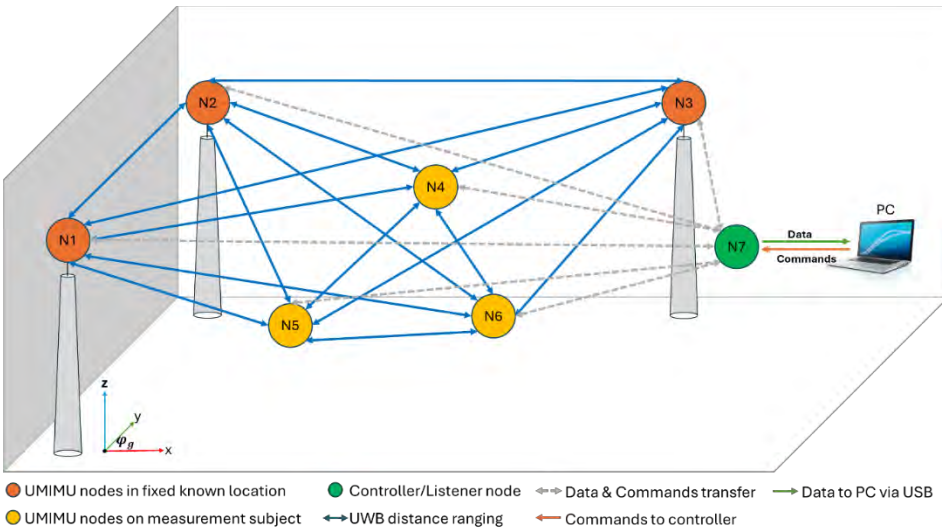 N2
N3
N4
PC
N1
N7
Data
Commands
N5
N6
z
y
φg
x
UMIMU nodes in fixed known location
Controller/Listener node
Data & Commands transfer
Data to PC via USB
UMIMU nodes on measurement subject
UWB distance ranging
Commands to controller